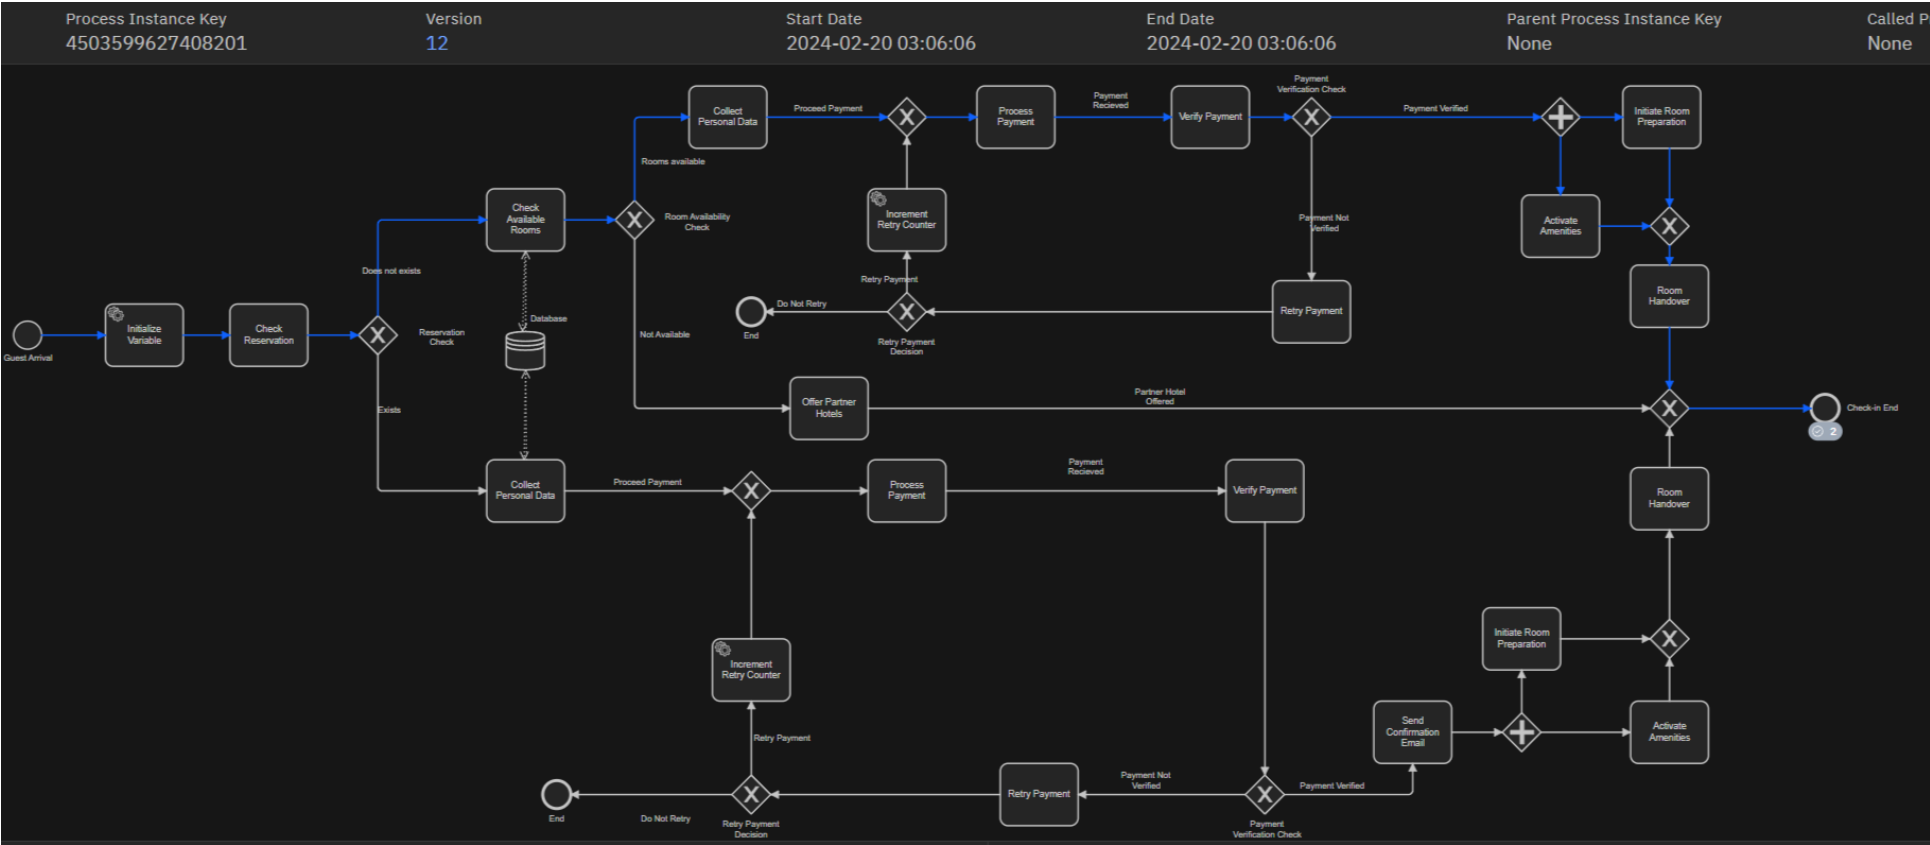 Process Instance Key
4503599627408201
Version
12
Start Date
2024-02-20 03:06:06
End Date
2024-02-20 03:06:06
Parent Process Instance Key
None
Called P
None
Payment
Verification Check
Collect
Personal Data
Proceed Payment
Process
Payment
Payment
Recieved
Verify Payment
Payment Verified
Initiate Room
Preparation
Rooms available
Check
Available
Rooms
Room Availability
Check
Increment
Retry Counter
Payment Not
Verified
Activate
Amenities
Does not exists
Retry Payment
Room
Handover
Guest Arrival
Initialize
Variable
Check
Reservation
Reservation
Check
Database
Do Not Retry
End
Retry Payment
Decision
Retry Payment
Not Available
Exists
Offer Partner
Hotels
Partner Hotel
Offered
Check-in End
2
Collect
Personal Data
Proceed Payment
Process
Payment
Payment
Recieved
Verify Payment
Room
Handover
Increment
Retry Counter
Initiate Room
Preparation
Retry Payment
Send
Confirmation
Email
Activate
Amenities
End
Do Not Retry
Retry Payment
Decision
Retry Payment
Payment Not
Verified
Payment
Verification Check
Payment Verified